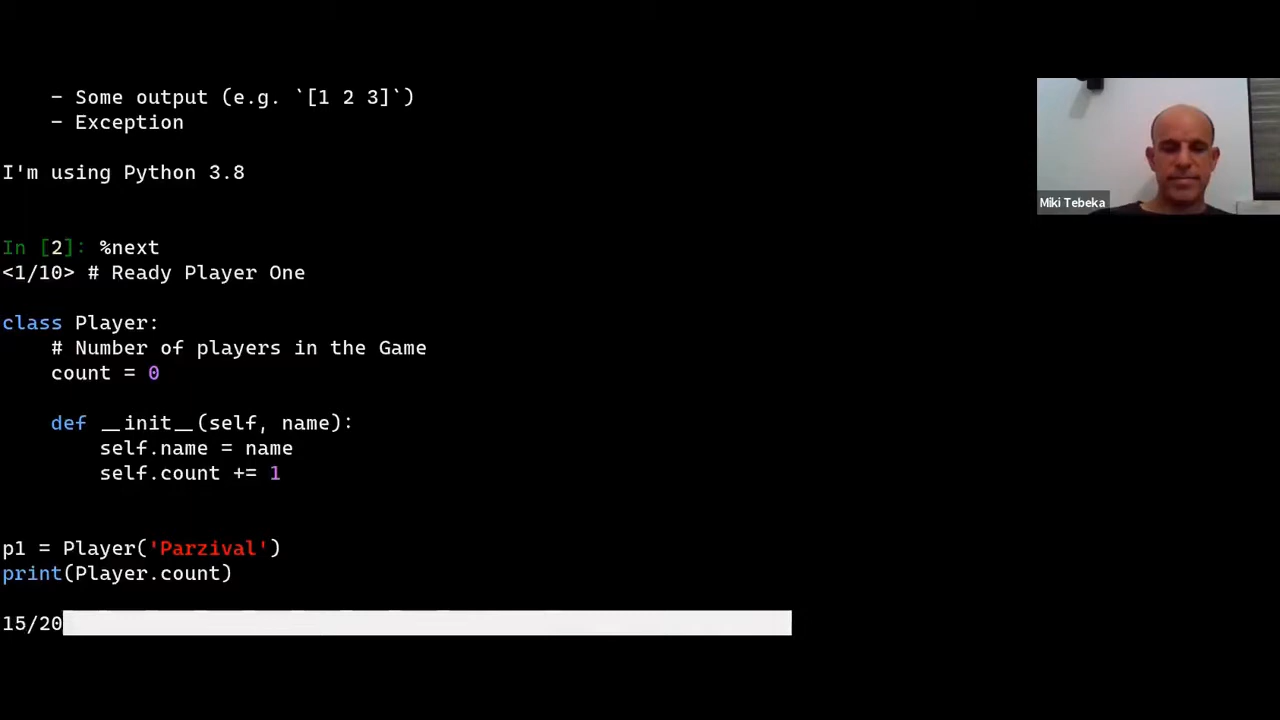 - Some output (e.g. `[1 2 3]`)
    - Exception
I'm using Python 3.8
In [2]: %next
<1/10> # Ready Player One
class Player:
    # Number of players in the Game
    count = 0
    def __init__(self, name):
        self.name = name
        self.count += 1
p1 = Player('Parzival')
print(Player.count)
15/20
Miki Tebeka